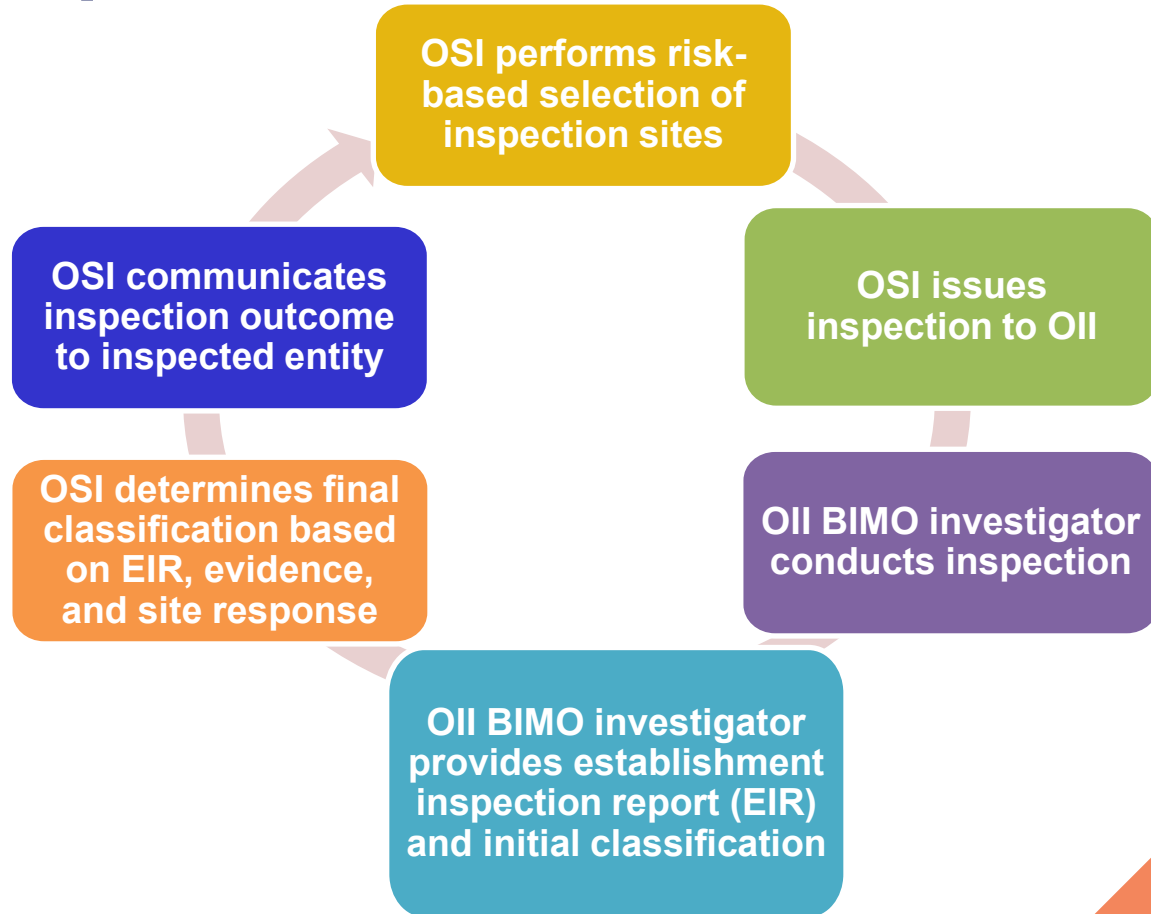 OSI performs risk-
based selection of
inspection sites
OSI issues
inspection to OII
OII BIMO investigator
conducts inspection
OII BIMO investigator
provides establishment
inspection report (EIR)
and initial classification
OSI determines final
classification based
on EIR, evidence,
and site response
OSI communicates
inspection outcome
to inspected entity